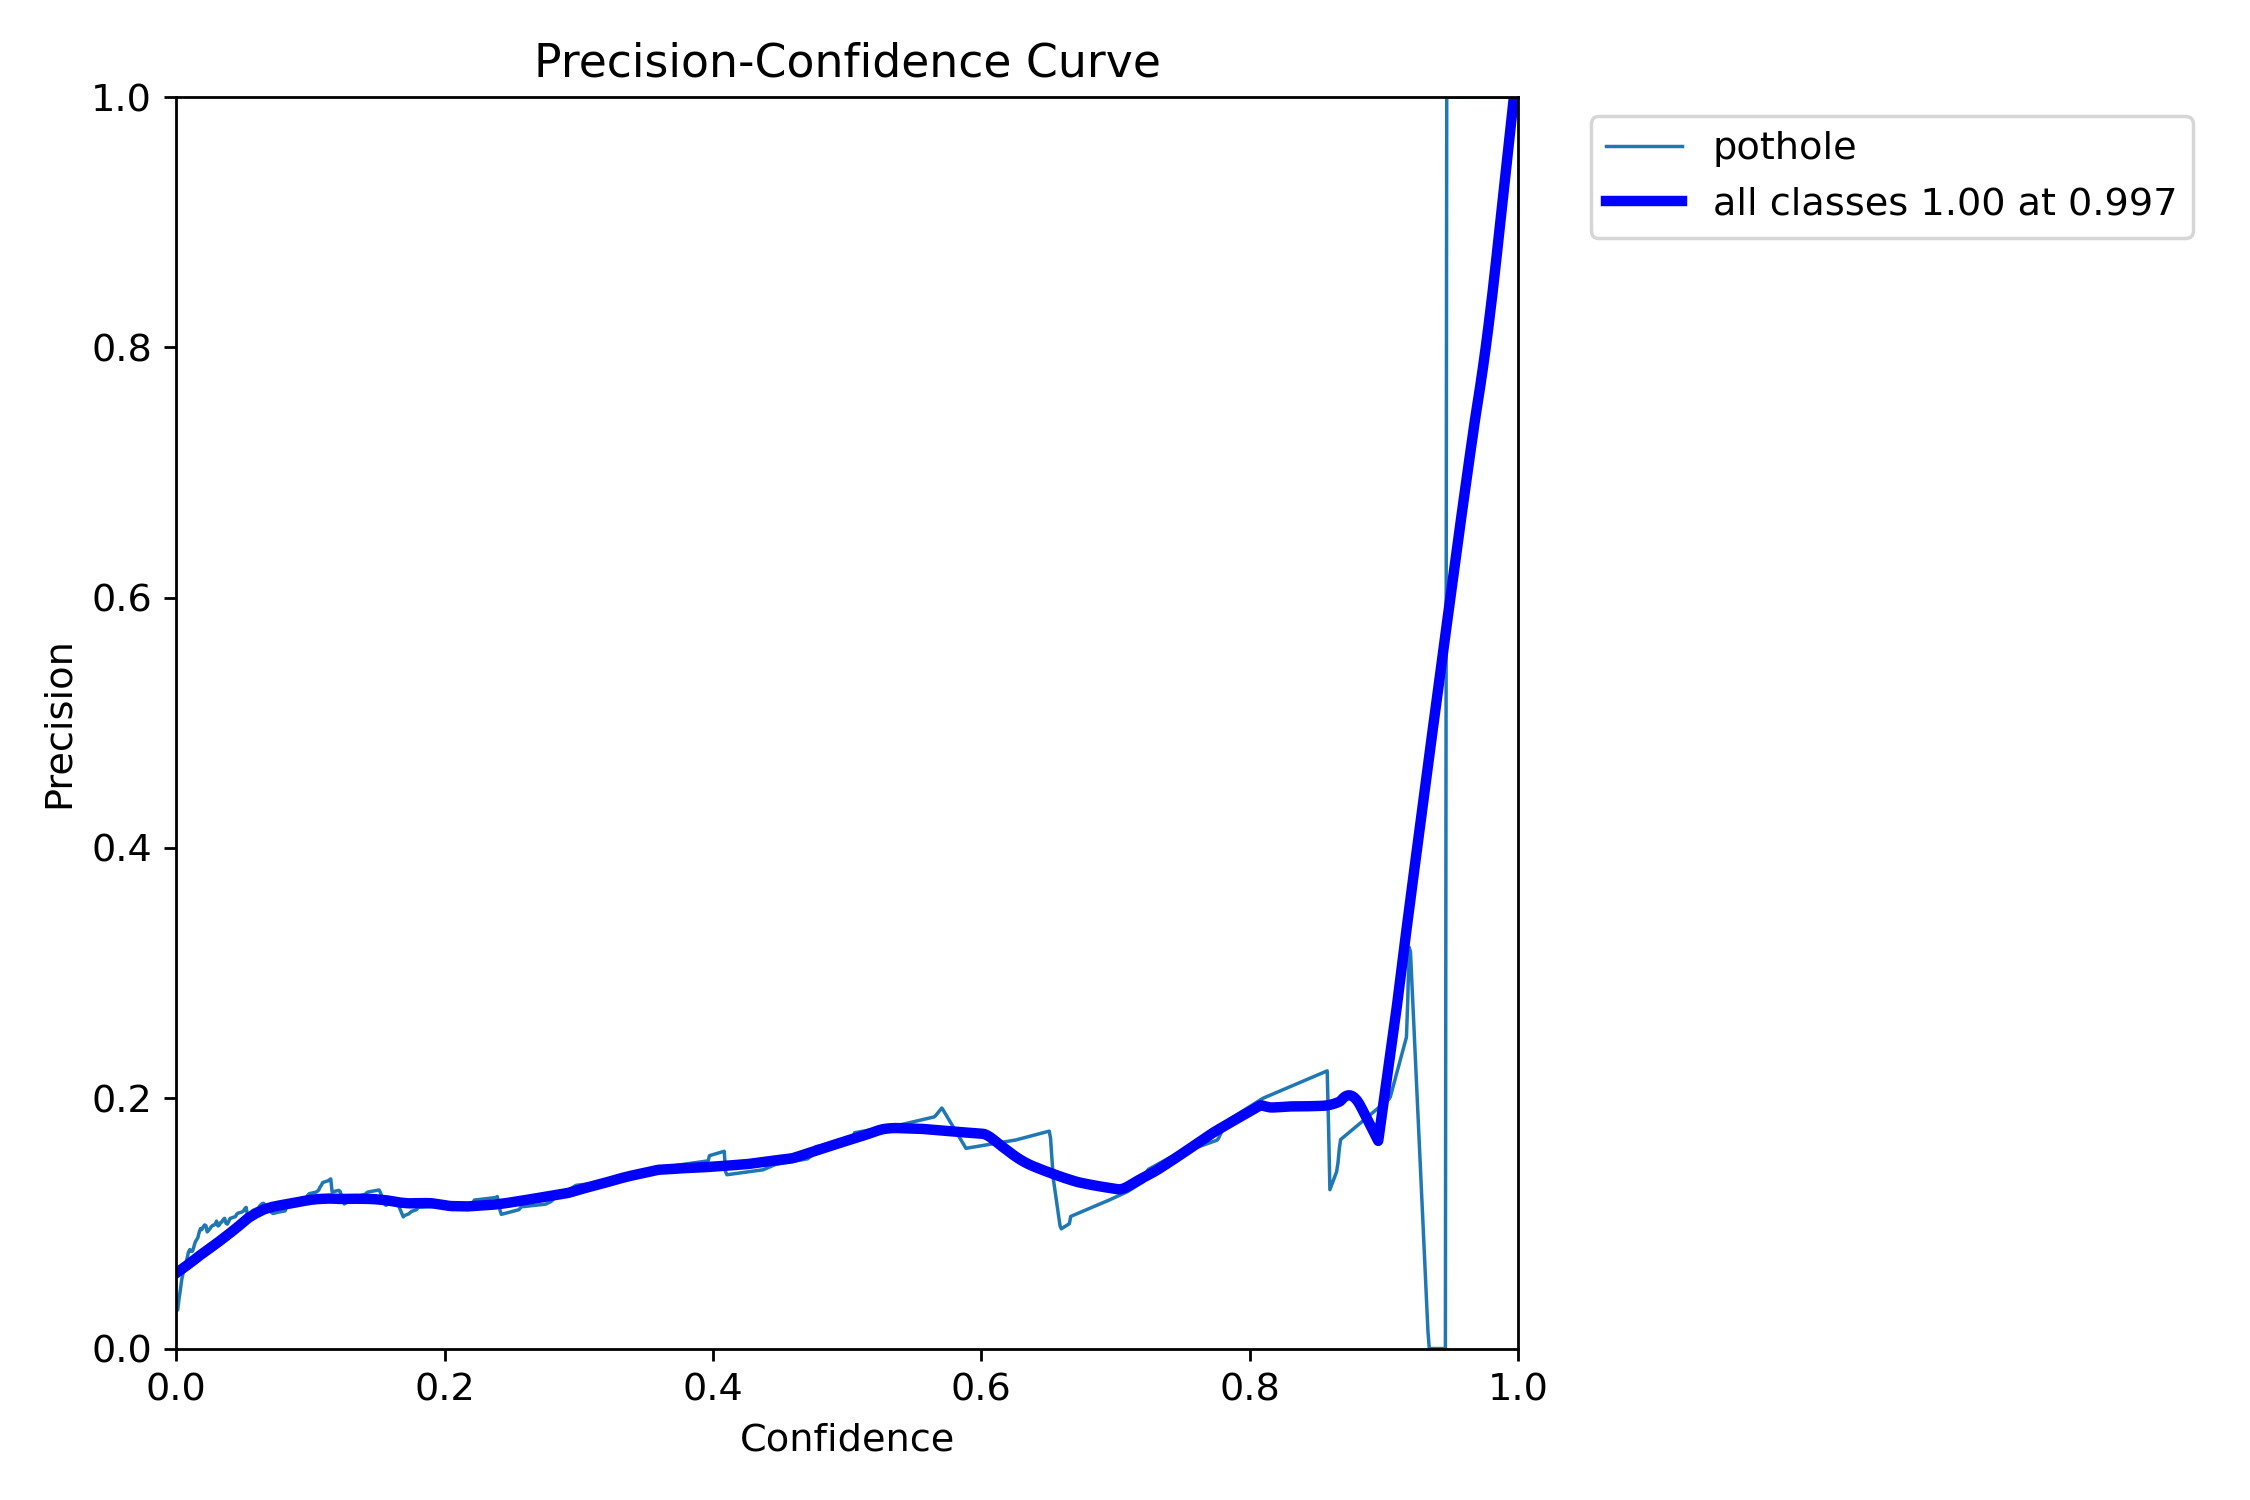 Precision-Confidence Curve
1.0
0.8
0.6
0.4
0.2
0.0
Precision
0.0 0.2 0.4 0.6 0.8 1.0
Confidence
pothole
all classes 1.00 at 0.997